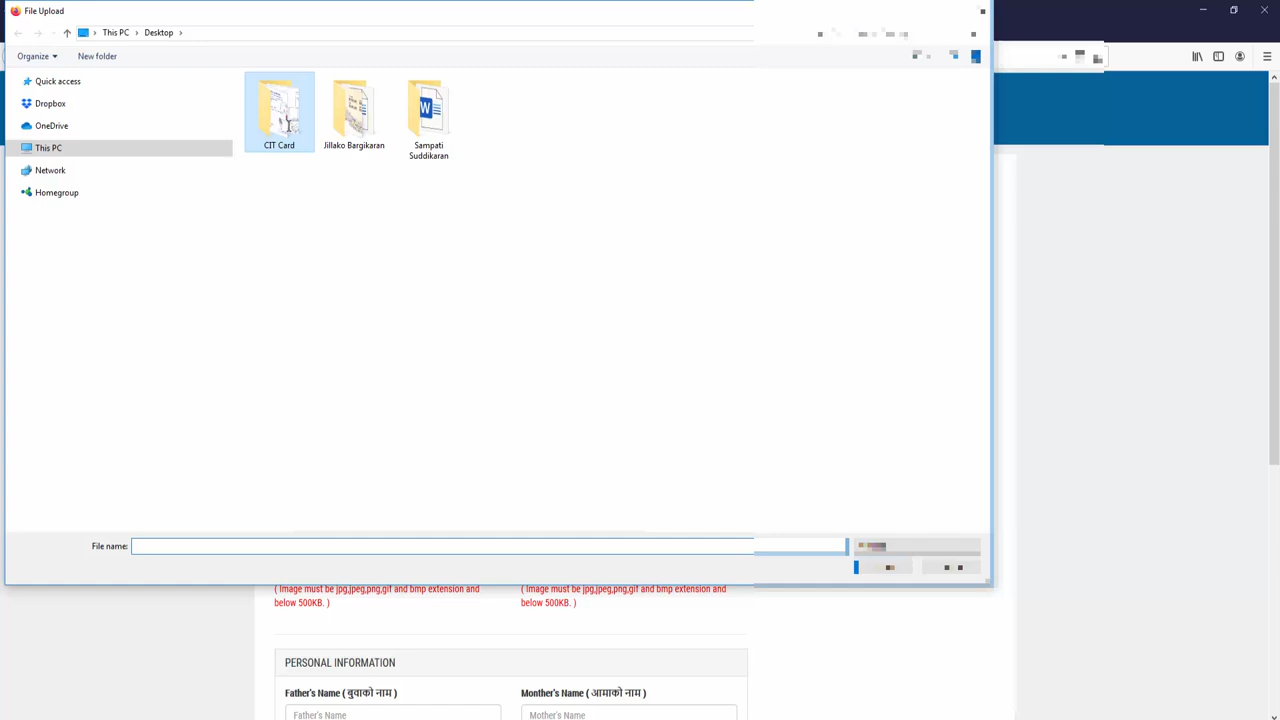 File Upload
This PC
Desktop
Organize
New folder
Quick access
Dropbox
OneDrive
This PC
Network
Homegroup
CIT Card
Jillako Bargikaran
Sampati Suddikaran
File name:
( Image must be jpg,jpeg,png,gif and bmp extension and below 500KB. )
( Image must be jpg,jpeg,png,gif and bmp extension and below 500KB. )
PERSONAL INFORMATION
Father's Name ( बुवाको नाम )
Monther's Name ( आमाको नाम )
Father's Name
Mother's Name